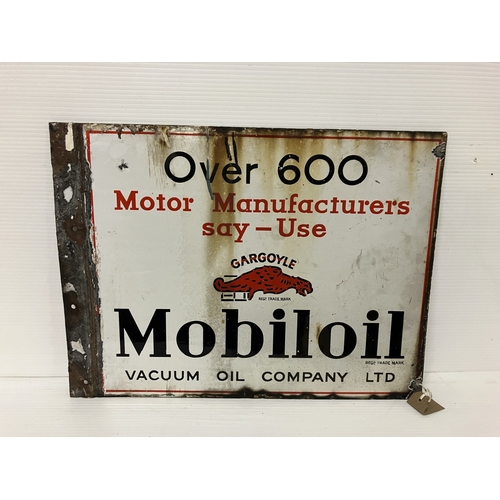 Over 600
Motor Manufacturers
say – Use
GARGOYLE
REGD TRADE MARK
Mobiloil
REGD TRADE MARK
VACUUM OIL COMPANY LTD